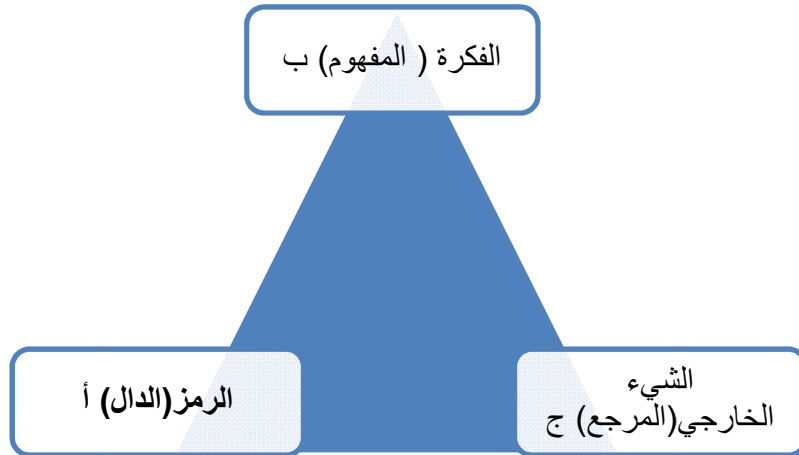 الفكرة ( المفهوم) ب
الرمز(الدال) أ
الشيء
الخارجي(المرجع) ج